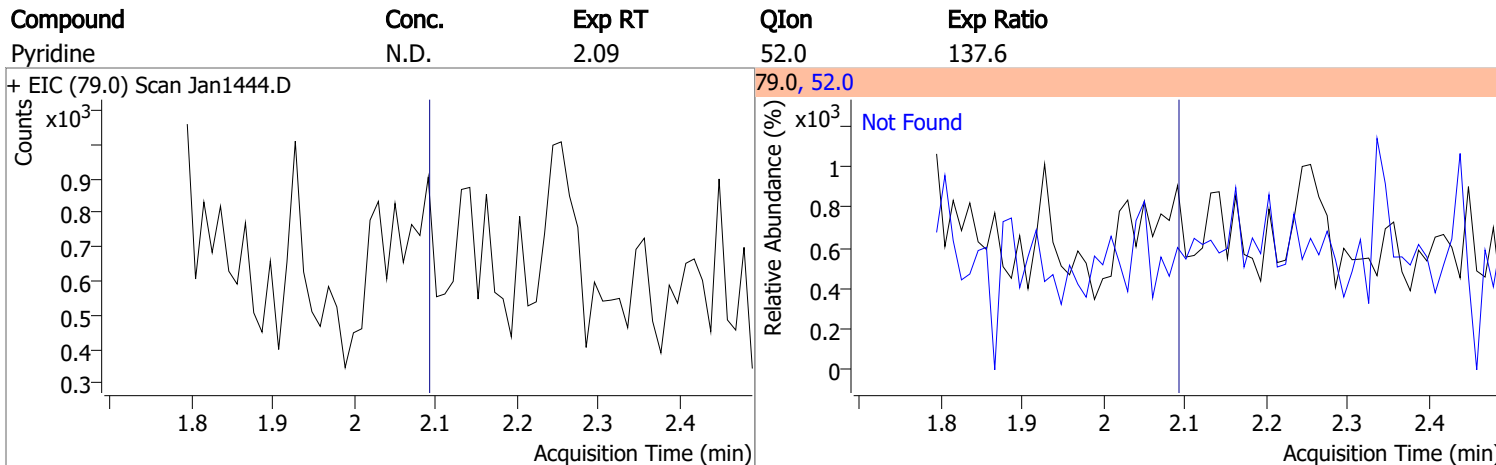 Compound Conc. Exp RT QIon Exp Ratio
Pyridine N.D. 2.09 52.0 137.6
+ EIC (79.0) Scan Jan1444.D
Counts
x10³
0.9
0.8
0.7
0.6
0.5
0.4
0.3
1.8 1.9 2 2.1 2.2 2.3 2.4
Acquisition Time (min)
79.0, 52.0
Relative Abundance (%)
x10³
Not Found
1
0.8
0.6
0.4
0.2
0
1.8 1.9 2 2.1 2.2 2.3 2.4
Acquisition Time (min)